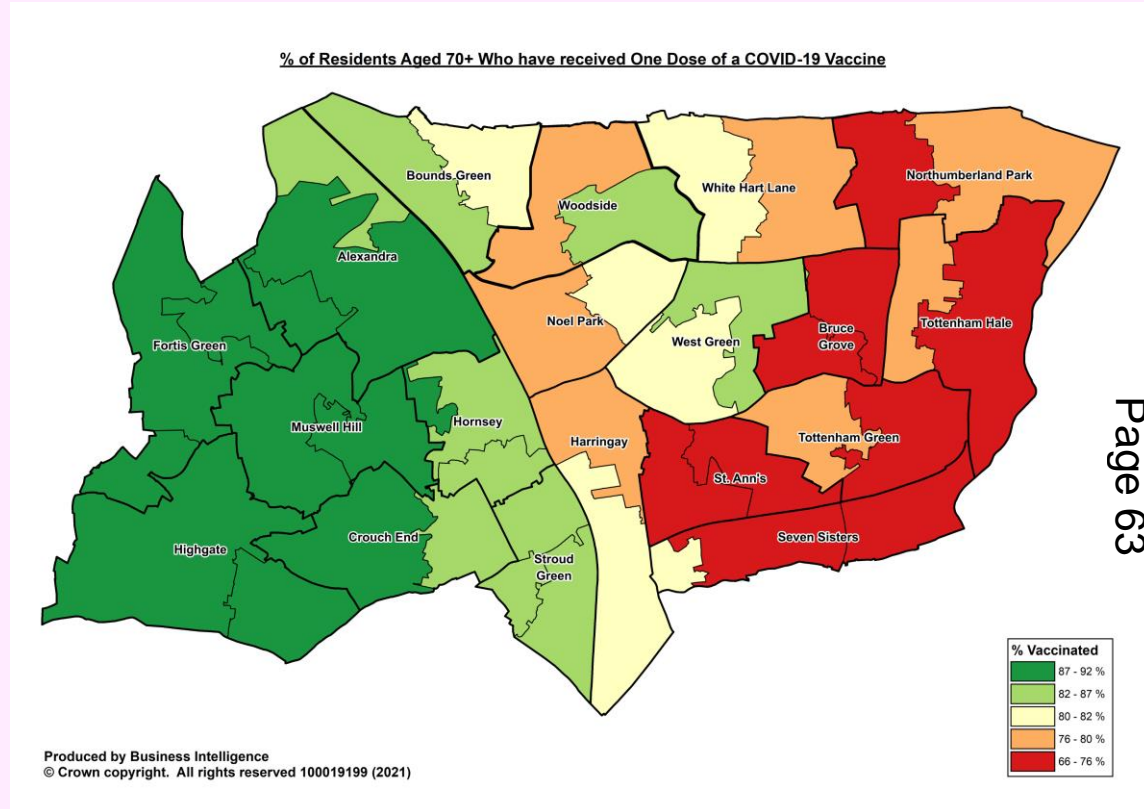 % of Residents Aged 70+ Who have received One Dose of a COVID-19 Vaccine
Bounds Green
Northumberland Park
White Hart Lane
Woodside
Alexandra
Noel Park
Tottenham Hale
Bruce
Grove
West Green
Fortis Green
Hornsey
Muswell Hill
Harringay
Tottenham Green
St. Ann's
Crouch End
Seven Sisters
Highgate
Stroud
Green
Page 63
% Vaccinated
87 - 92 %
82 - 87 %
80 - 82 %
76 - 80 %
66 - 76 %
Produced by Business Intelligence
© Crown copyright. All rights reserved 100019199 (2021)